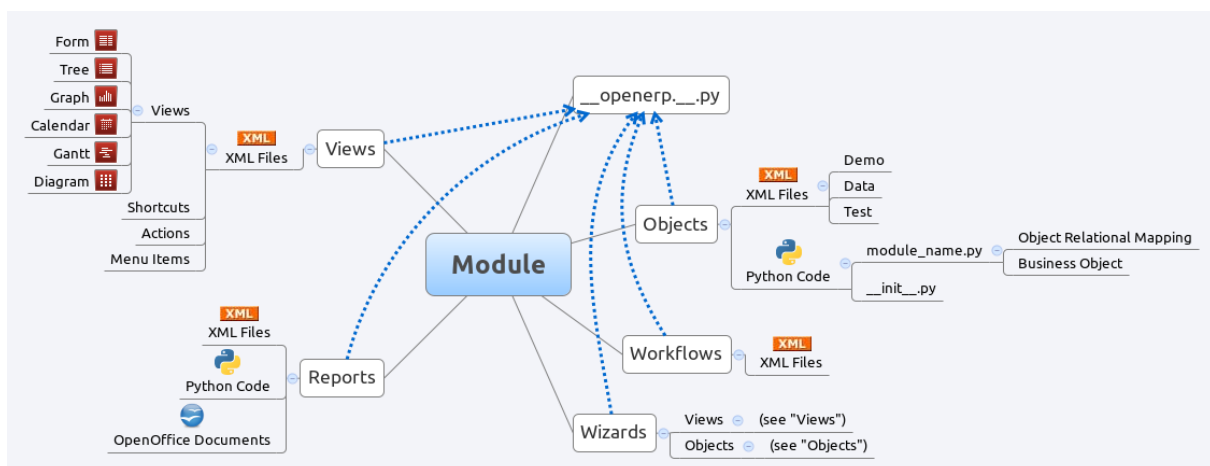 Form
Tree
Graph
Calendar
Gantt
Diagram
Views
Shortcuts
Actions
Menu Items
XML
XML Files
Views
__openerp.__.py
Module
Objects
XML
XML Files
Demo
Data
Test
Python Code
module_name.py
Object Relational Mapping
Business Object
__init__.py
Workflows
XML
XML Files
Wizards
Views (see "Views")
Objects (see "Objects")
Reports
XML
XML Files
Python Code
OpenOffice Documents